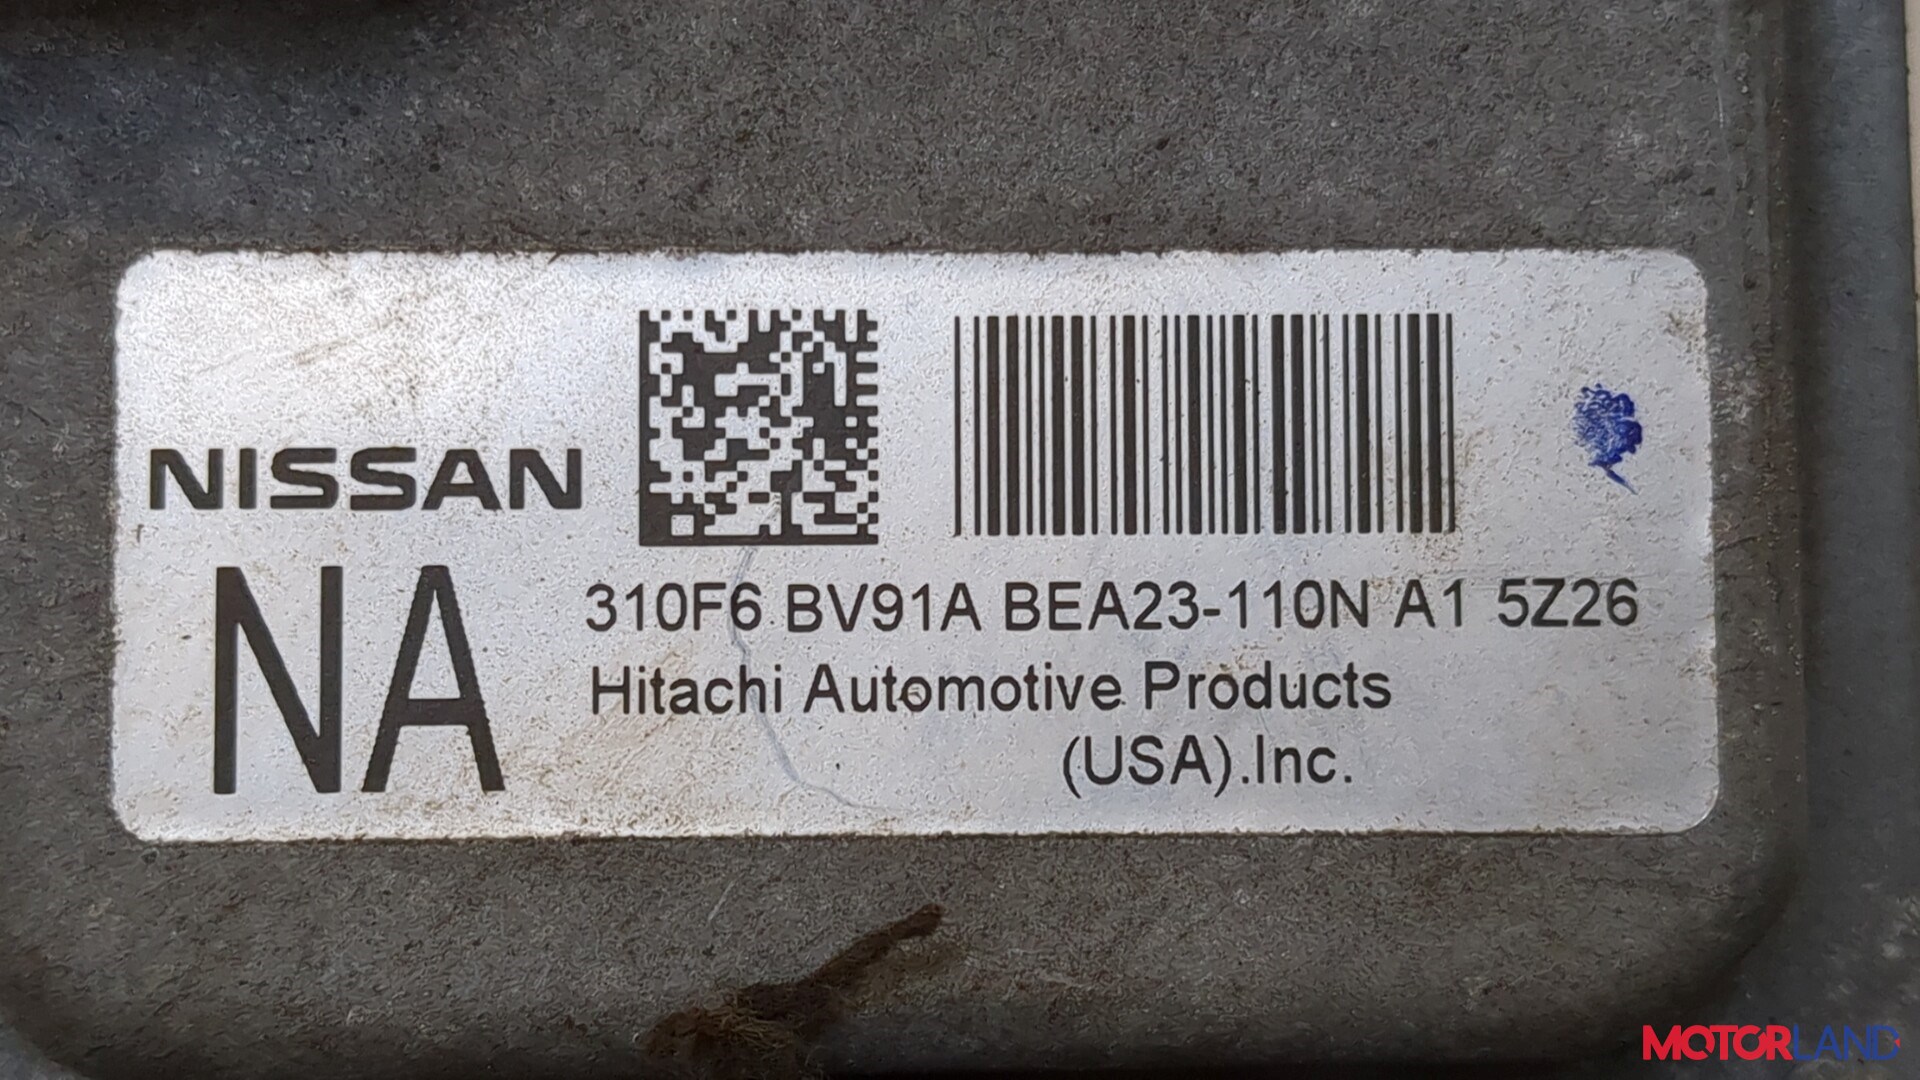 NISSAN
NA
310F6 BV91A BEA23-110N A1 5Z26
Hitachi Automotive Products
(USA).Inc.
MOTORLAND